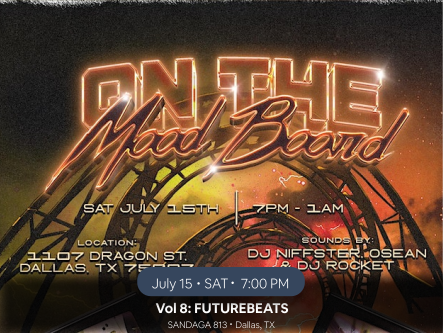 ON THE
Mood Board
SAT JULY 15TH | 7PM - 1AM
LOCATION:
1107 DRAGON ST.
DALLAS, TX
SOUNDS BY:
DJ NIFFSTER, OSEAN
& DJ ROCKET
July 15 • SAT • 7:00 PM
Vol 8: FUTUREBEATS
SANDAGA 813 • Dallas, TX